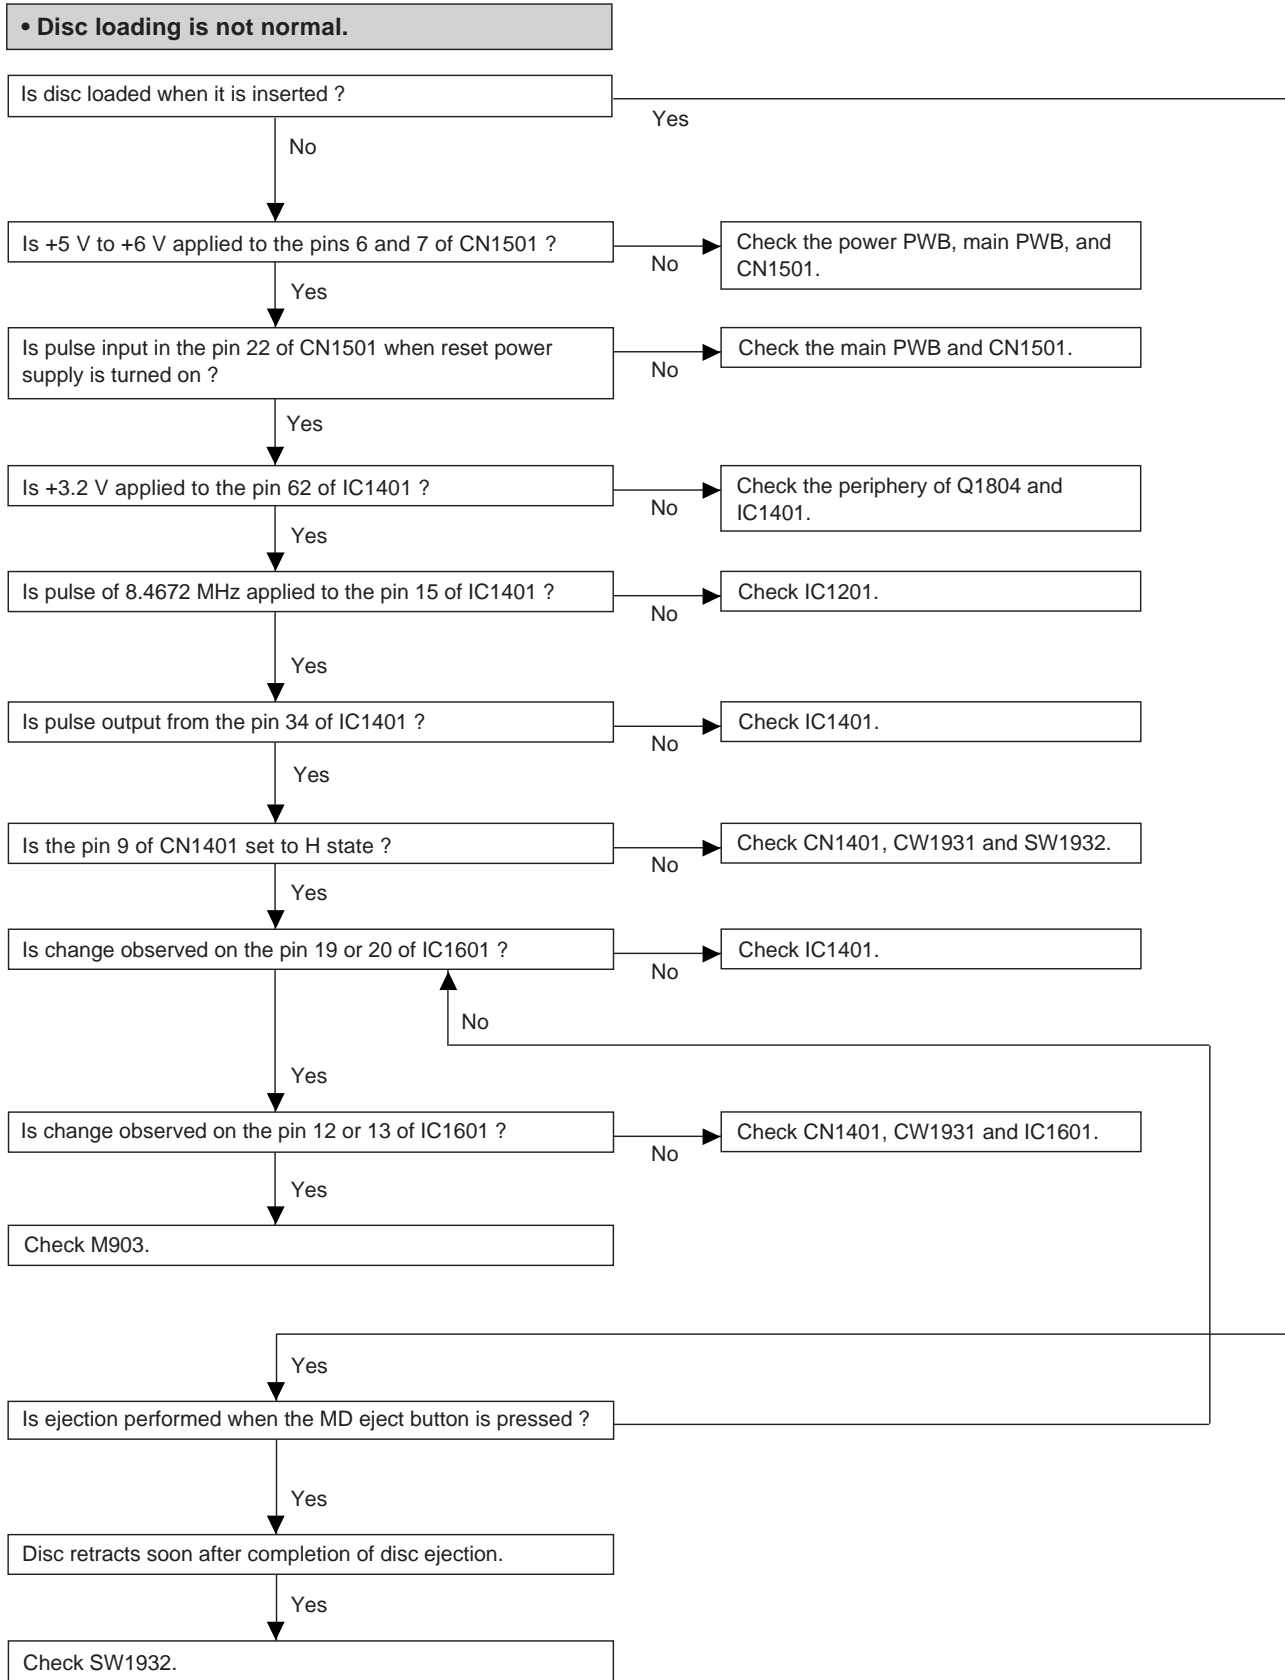 • Disc loading is not normal.
Is disc loaded when it is inserted ?
Yes
No
Is +5 V to +6 V applied to the pins 6 and 7 of CN1501 ?
No
Check the power PWB, main PWB, and
CN1501.
Yes
Is pulse input in the pin 22 of CN1501 when reset power
supply is turned on ?
No
Check the main PWB and CN1501.
Yes
Is +3.2 V applied to the pin 62 of IC1401 ?
No
Check the periphery of Q1804 and
IC1401.
Yes
Is pulse of 8.4672 MHz applied to the pin 15 of IC1401 ?
No
Check IC1201.
Yes
Is pulse output from the pin 34 of IC1401 ?
No
Check IC1401.
Yes
Is the pin 9 of CN1401 set to H state ?
No
Check CN1401, CW1931 and SW1932.
Yes
Is change observed on the pin 19 or 20 of IC1601 ?
No
Check IC1401.
No
Yes
Is change observed on the pin 12 or 13 of IC1601 ?
No
Check CN1401, CW1931 and IC1601.
Yes
Check M903.
Yes
Is ejection performed when the MD eject button is pressed ?
Yes
Disc retracts soon after completion of disc ejection.
Yes
Check SW1932.